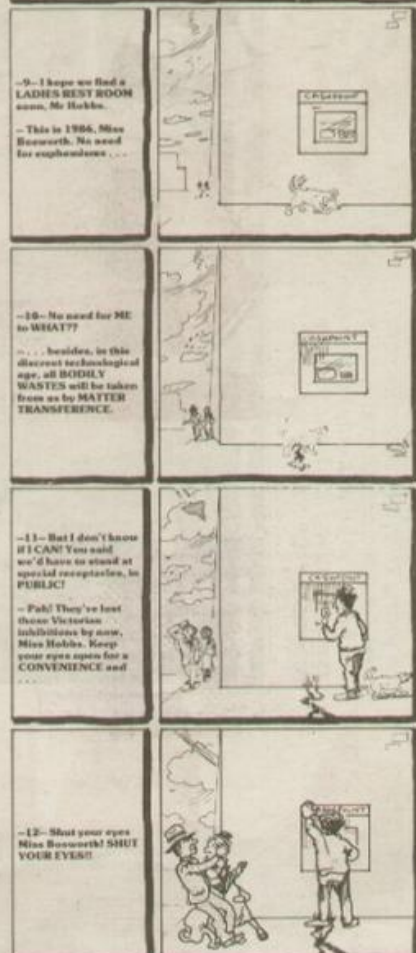 --9-- I hope we find a
LADIES REST ROOM
soon, Mr Hobbs.
-- This is 1986, Miss
Bosworth. No need
for euphemisms . . .
CASHPOINT
--10-- No need for ME
to WHAT??
-- . . . besides, in this
discreet technological
age, all BODILY
WASTES will be taken
from us by MATTER
TRANSFERENCE.
CASHPOINT
--11-- But I don't know
if I CAN! You said
we'd have to stand at
special receptacles, in
PUBLIC!
-- Pah! They've lost
those Victorian
inhibitions by now,
Miss Hobbs. Keep
your eyes open for a
CONVENIENCE and
. . .
CASHPOINT
--12-- Shut your eyes
Miss Bosworth! SHUT
YOUR EYES!!